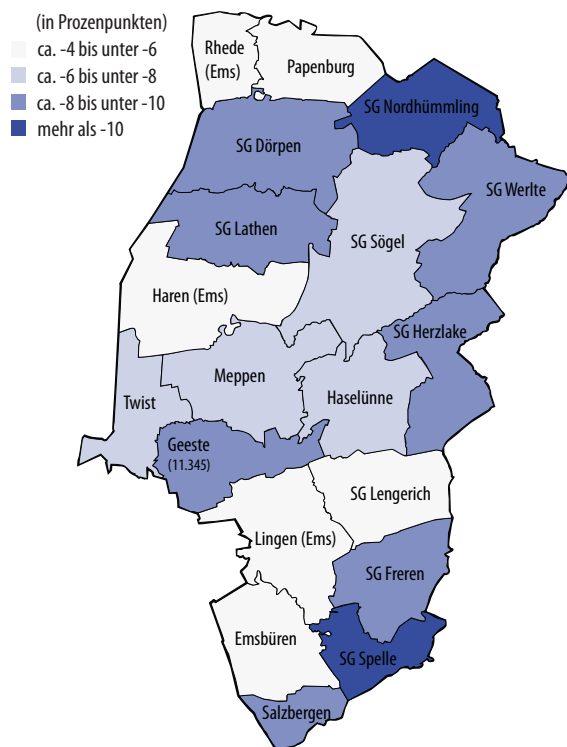 (in Prozenpunkten)
ca. -4 bis unter -6
ca. -6 bis unter -8
ca. -8 bis unter -10
mehr als -10
Rhede
(Ems)
Papenburg
SG Nordhümmling
SG Dörpen
SG Werlte
SG Lathen
SG Sögel
Haren (Ems)
SG Herzlake
Meppen
Haselünne
Twist
Geeste
(11.345)
SG Lengerich
Lingen (Ems)
SG Freren
Emsbüren
SG Spelle
Salzbergen